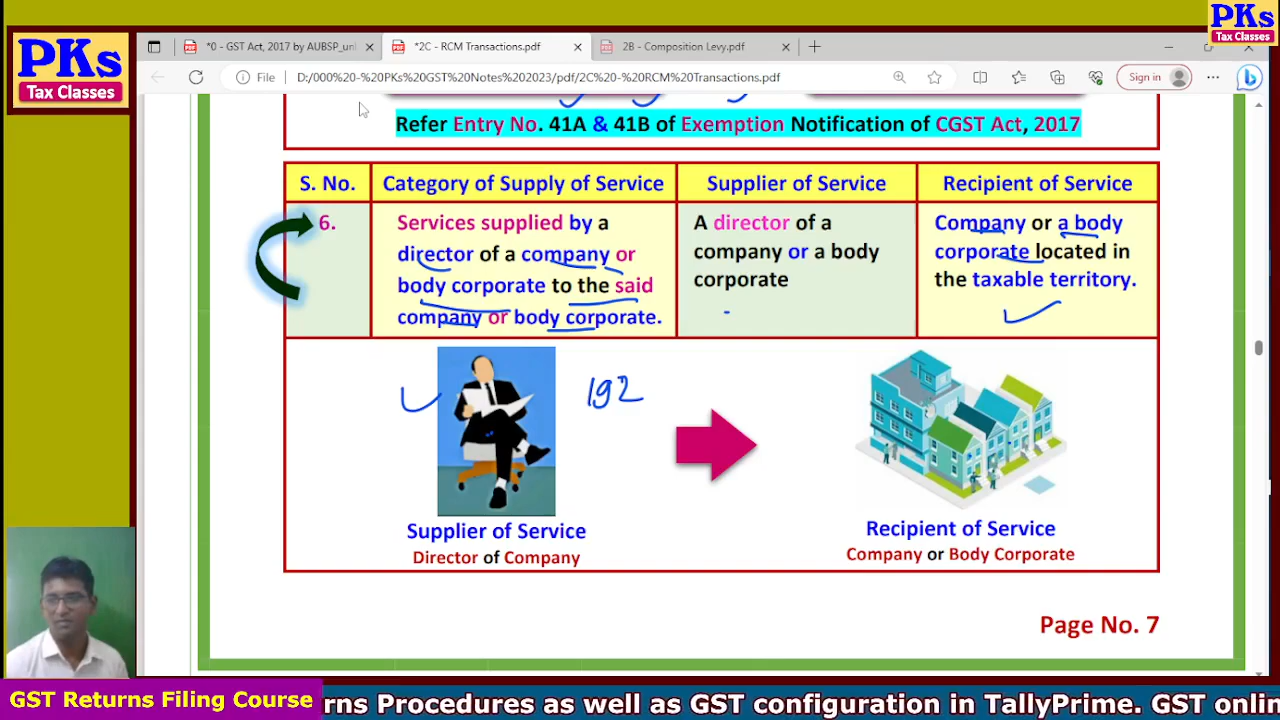 PKs
Tax Classes
PKs
Tax Classes
*0 - GST Act, 2017 by AUBSP_url
*2C - RCM Transactions.pdf
2B - Composition Levy.pdf
File
D:/000%20-%20PKs%20GST%20Notes%202023/pdf/2C%20-%20RCM%20Transactions.pdf
Sign in
Refer Entry No. 41A & 41B of Exemption Notification of CGST Act, 2017
S. No.
Category of Supply of Service
Supplier of Service
Recipient of Service
6.
Services supplied by a
director of a company or
body corporate to the said
company or body corporate.
A director of a
company or a body
corporate
Company or a body
corporate located in
the taxable territory.
192
Supplier of Service
Director of Company
Recipient of Service
Company or Body Corporate
Page No. 7
GST Returns Filing Course
rns Procedures as well as GST configuration in TallyPrime. GST onlin